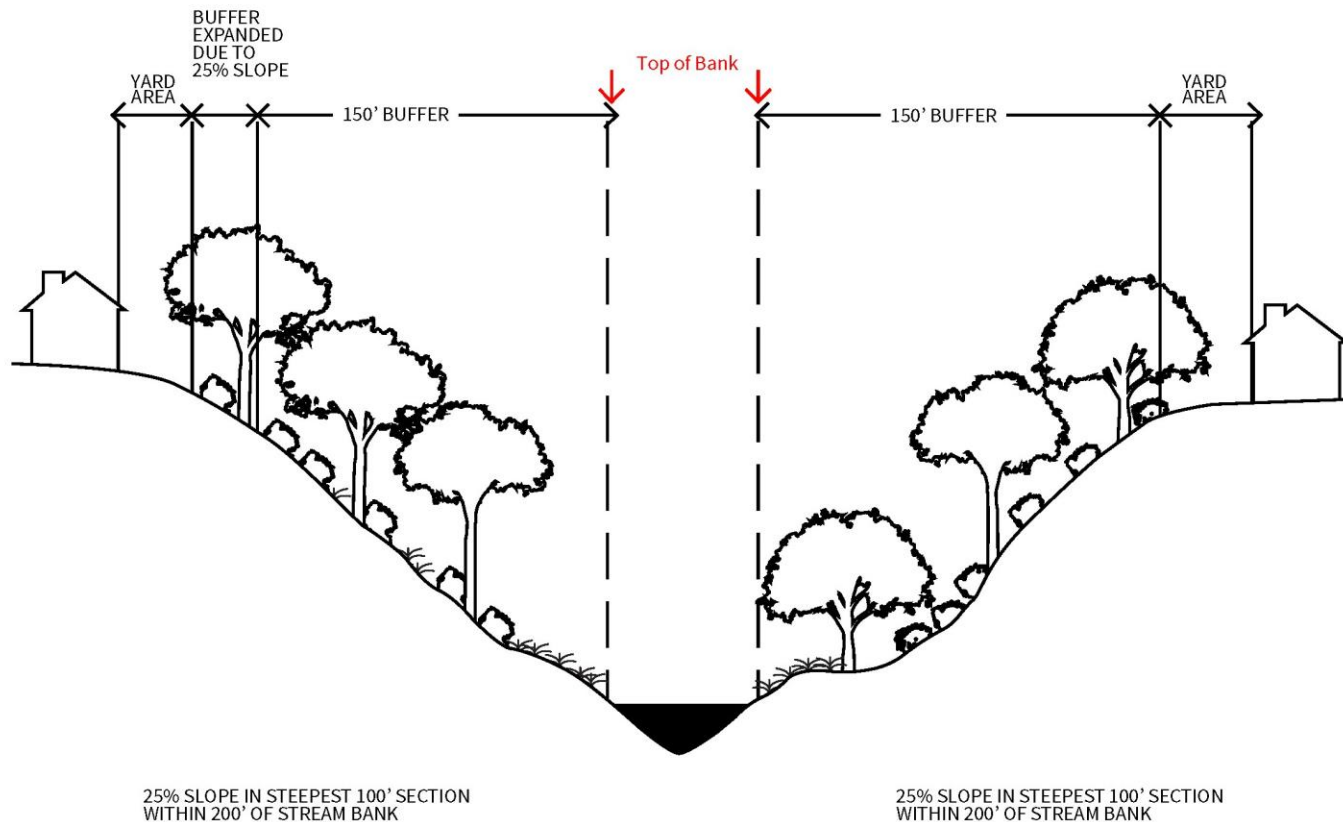 BUFFER
EXPANDED
DUE TO
25% SLOPE
YARD
AREA
150’ BUFFER
Top of Bank
150’ BUFFER
YARD
AREA
25% SLOPE IN STEEPEST 100’ SECTION
WITHIN 200’ OF STREAM BANK
25% SLOPE IN STEEPEST 100’ SECTION
WITHIN 200’ OF STREAM BANK